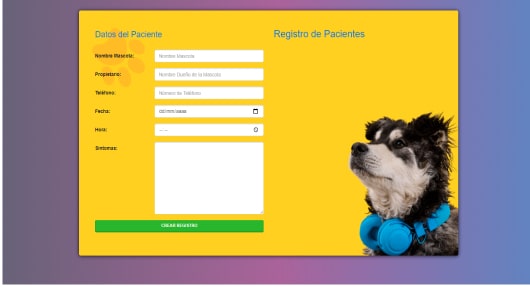 Datos del Paciente
Registro de Pacientes
Nombre Mascota:
Nombre Mascota
Propietario:
Nombre Dueño de la Mascota
Teléfono:
Número de Teléfono
Fecha:
dd/mm/aaaa
Hora:
--:--
Sintomas:
CREAR REGISTRO